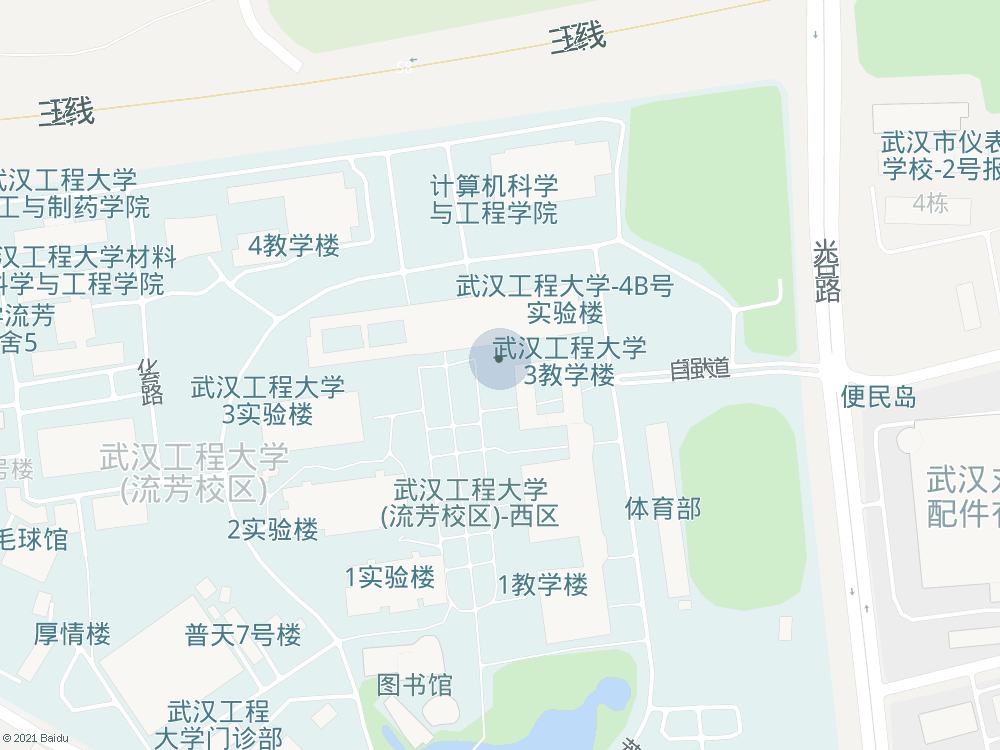 王线
58
王线
武汉市仪表
学校-2号报
4栋
汉工程大学
工与制药学院
计算机科学
与工程学院
4教学楼
汉工程大学材料
科学与工程学院
光谷路
武汉工程大学-4B号
实验楼
流芳
舍5
武汉工程大学
3教学楼
自强大道
华路
武汉工程大学
3实验楼
便民岛
武汉工程大学
(流芳校区)
号楼
武汉工程大学
(流芳校区)-西区
武汉
配件
体育部
2实验楼
毛球馆
1实验楼
1教学楼
厚情楼
普天7号楼
图书馆
武汉工程
大学门诊部
© 2021 Baidu